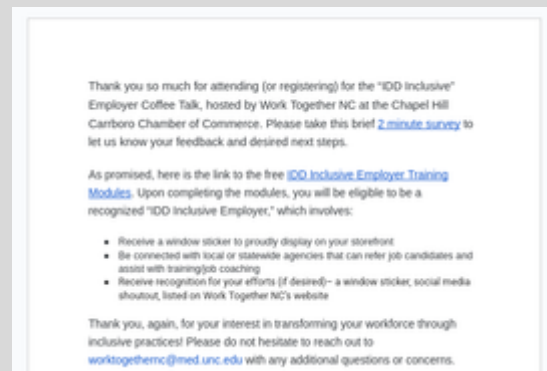 Thank you so much for attending (or registering) for the "IDD Inclusive"
Employer Coffee Talk, hosted by Work Together NC at the Chapel Hill
Carrboro Chamber of Commerce. Please take this brief 2 minute survey to
let us know your feedback and desired next steps.
As promised, here is the link to the free IDD Inclusive Employer Training
Modules. Upon completing the modules, you will be eligible to be a
recognized "IDD Inclusive Employer," which involves:
▪ Receive a window sticker to proudly display on your storefront
▪ Be connected with local or statewide agencies that can refer job candidates and
assist with training/job coaching
▪ Receive recognition for your efforts (if desired)– a window sticker, social media
shoutout, listed on Work Together NC's website
Thank you, again, for your interest in transforming your workforce through
inclusive practices! Please do not hesitate to reach out to
worktogethernc@med.unc.edu with any additional questions or concerns.